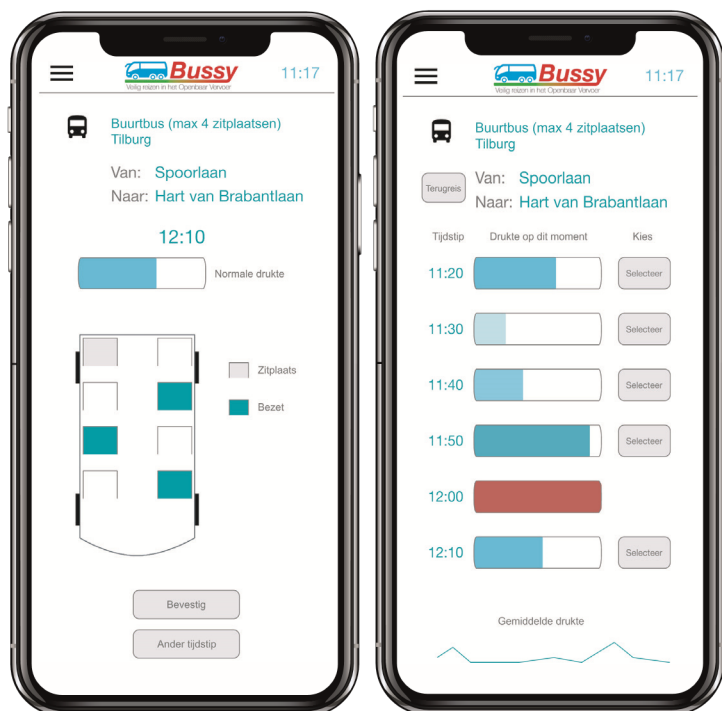 Bussy
11:17
Veilig reizen in het Openbaar Vervoer
Buurtbus (max 4 zitplaatsen)
Tilburg
Van: Spoorlaan
Naar: Hart van Brabantlaan
12:10
Normale drukte
Zitplaats
Bezet
Bevestig
Ander tijdstip
Bussy
11:17
Veilig reizen in het Openbaar Vervoer
Buurtbus (max 4 zitplaatsen)
Tilburg
Terugreis
Van: Spoorlaan
Naar: Hart van Brabantlaan
Tijdstip Drukte op dit moment Kies
11:20 Selecteer
11:30 Selecteer
11:40 Selecteer
11:50 Selecteer
12:00
12:10 Selecteer
Gemiddelde drukte